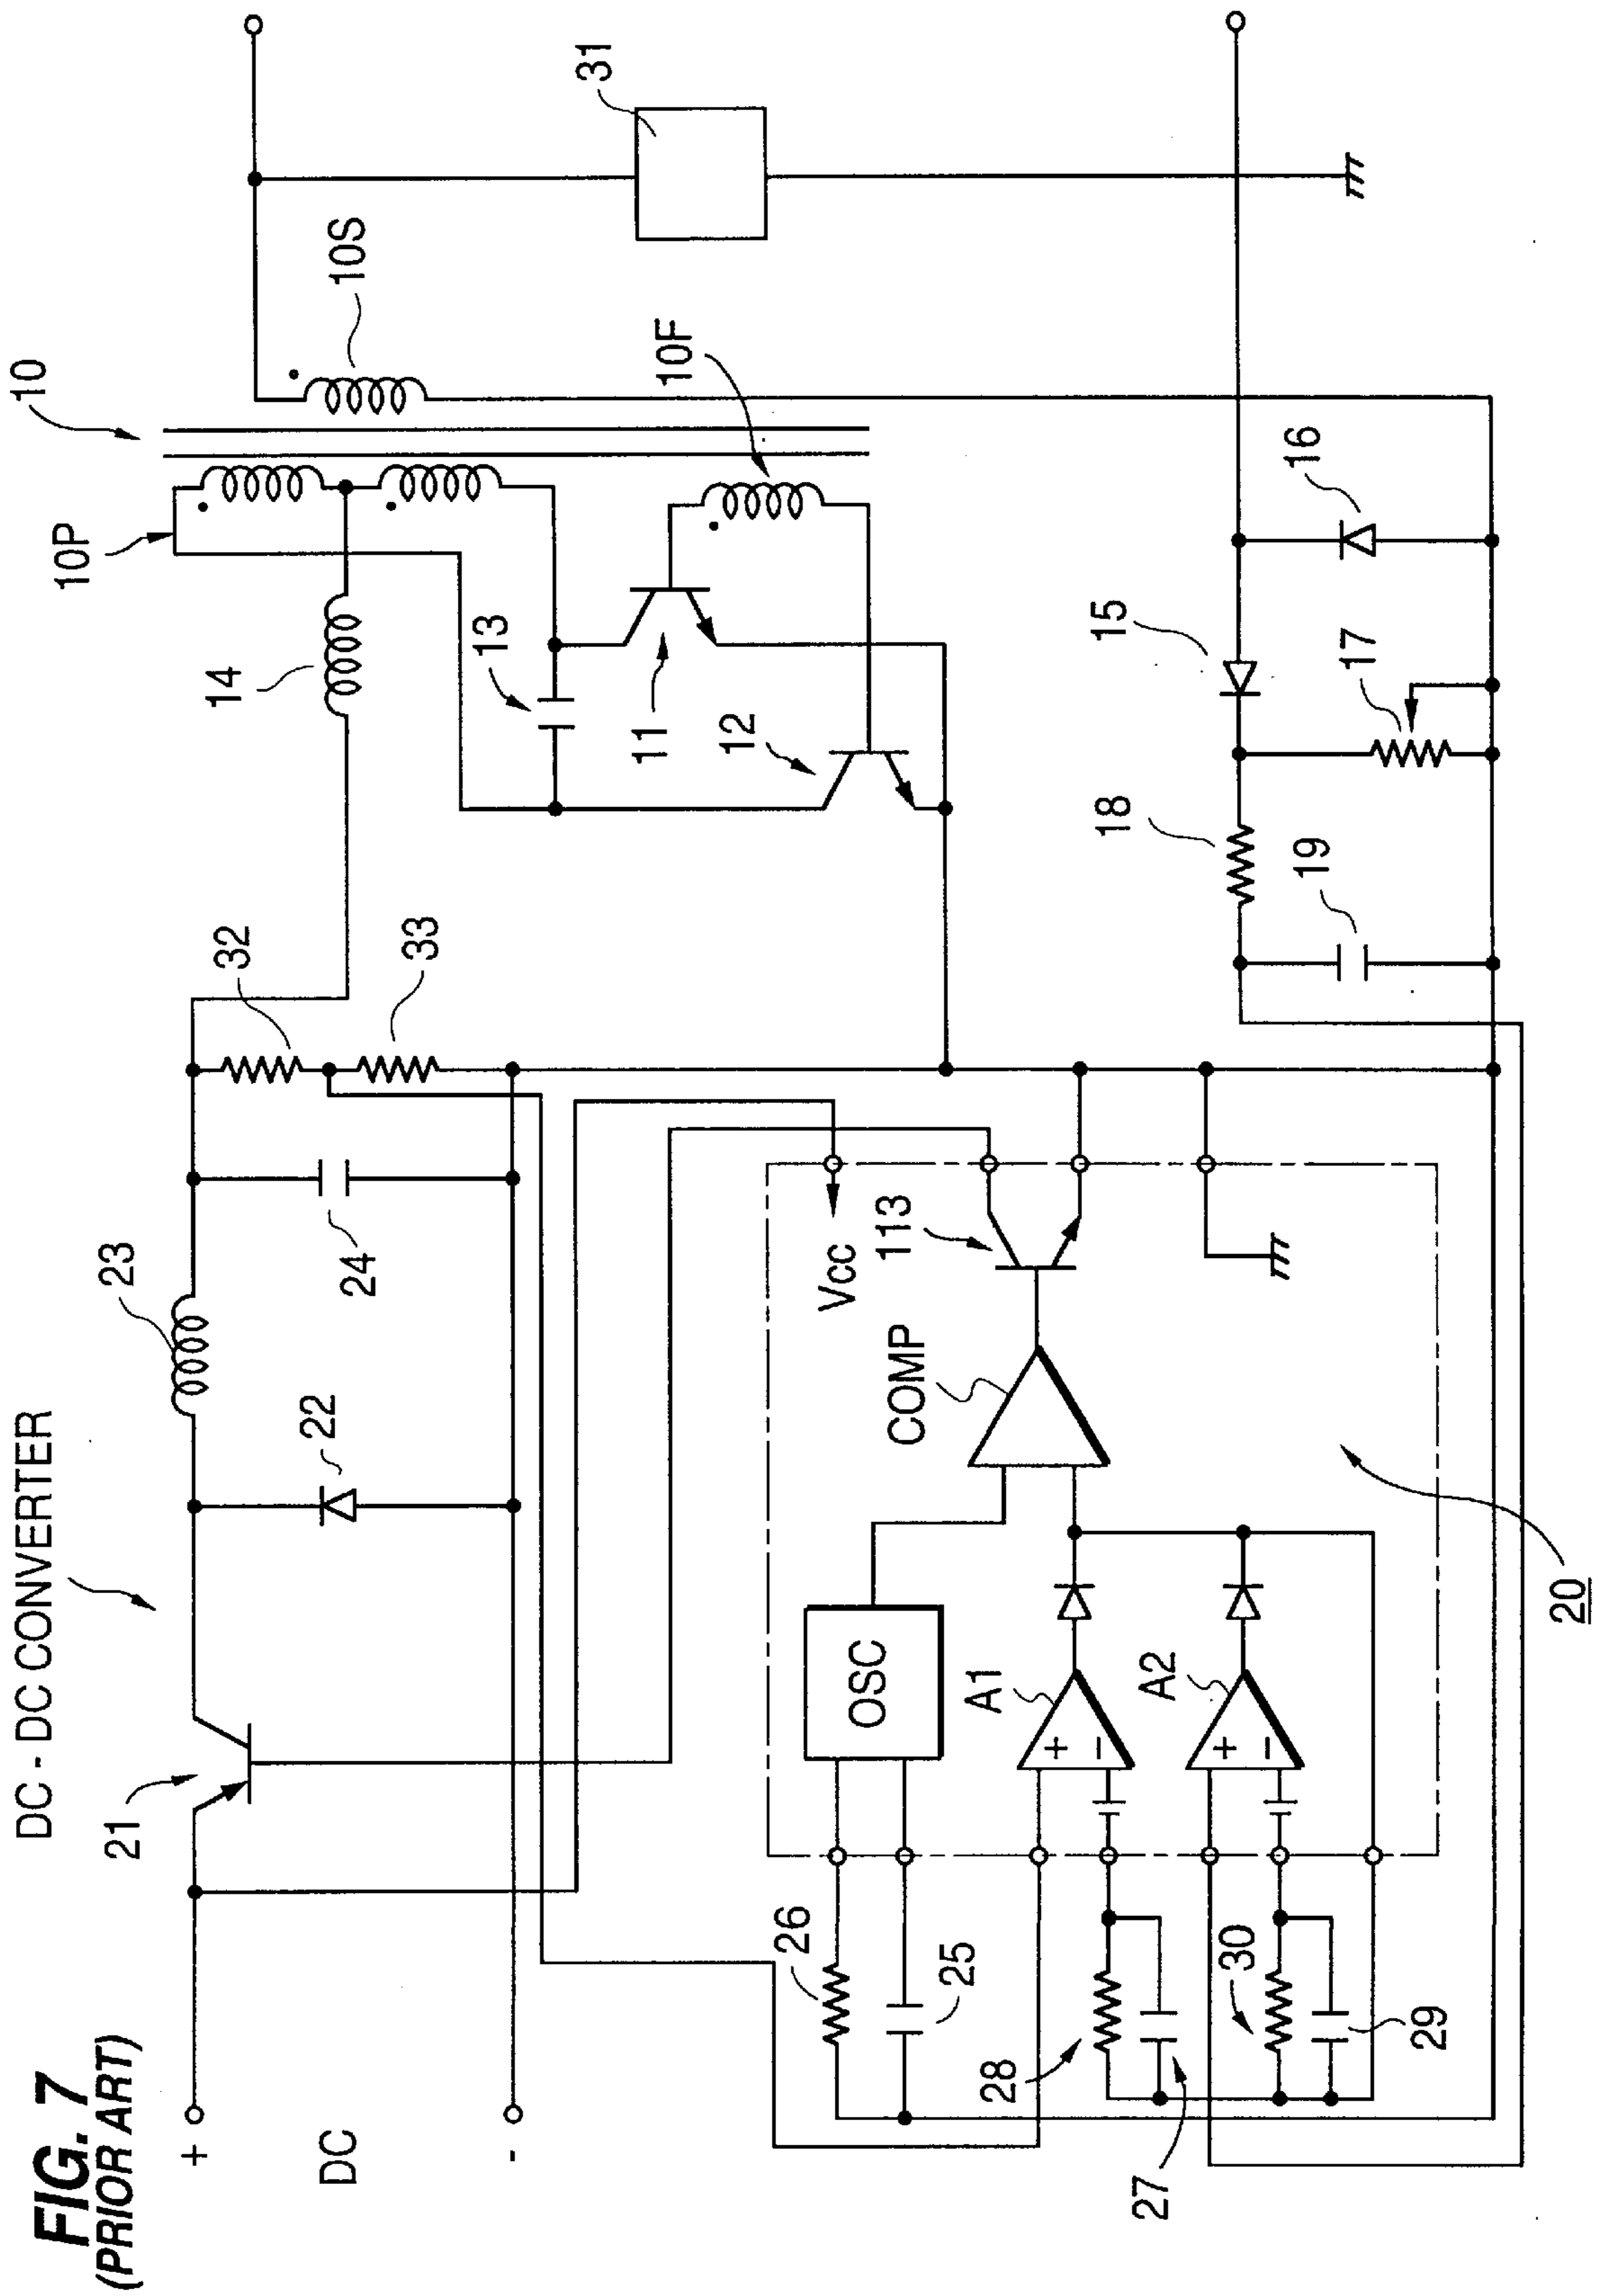 FIG. 7
(PRIOR ART)
DC - DC CONVERTER
10
10P
10S
31
14
10F
13
11
12
16
15
17
18
19
32
33
23
24
22
21
+
DC
-
Vcc
113
COMP
OSC
A1
+
−
A2
+
−
20
26
25
28
27
30
29